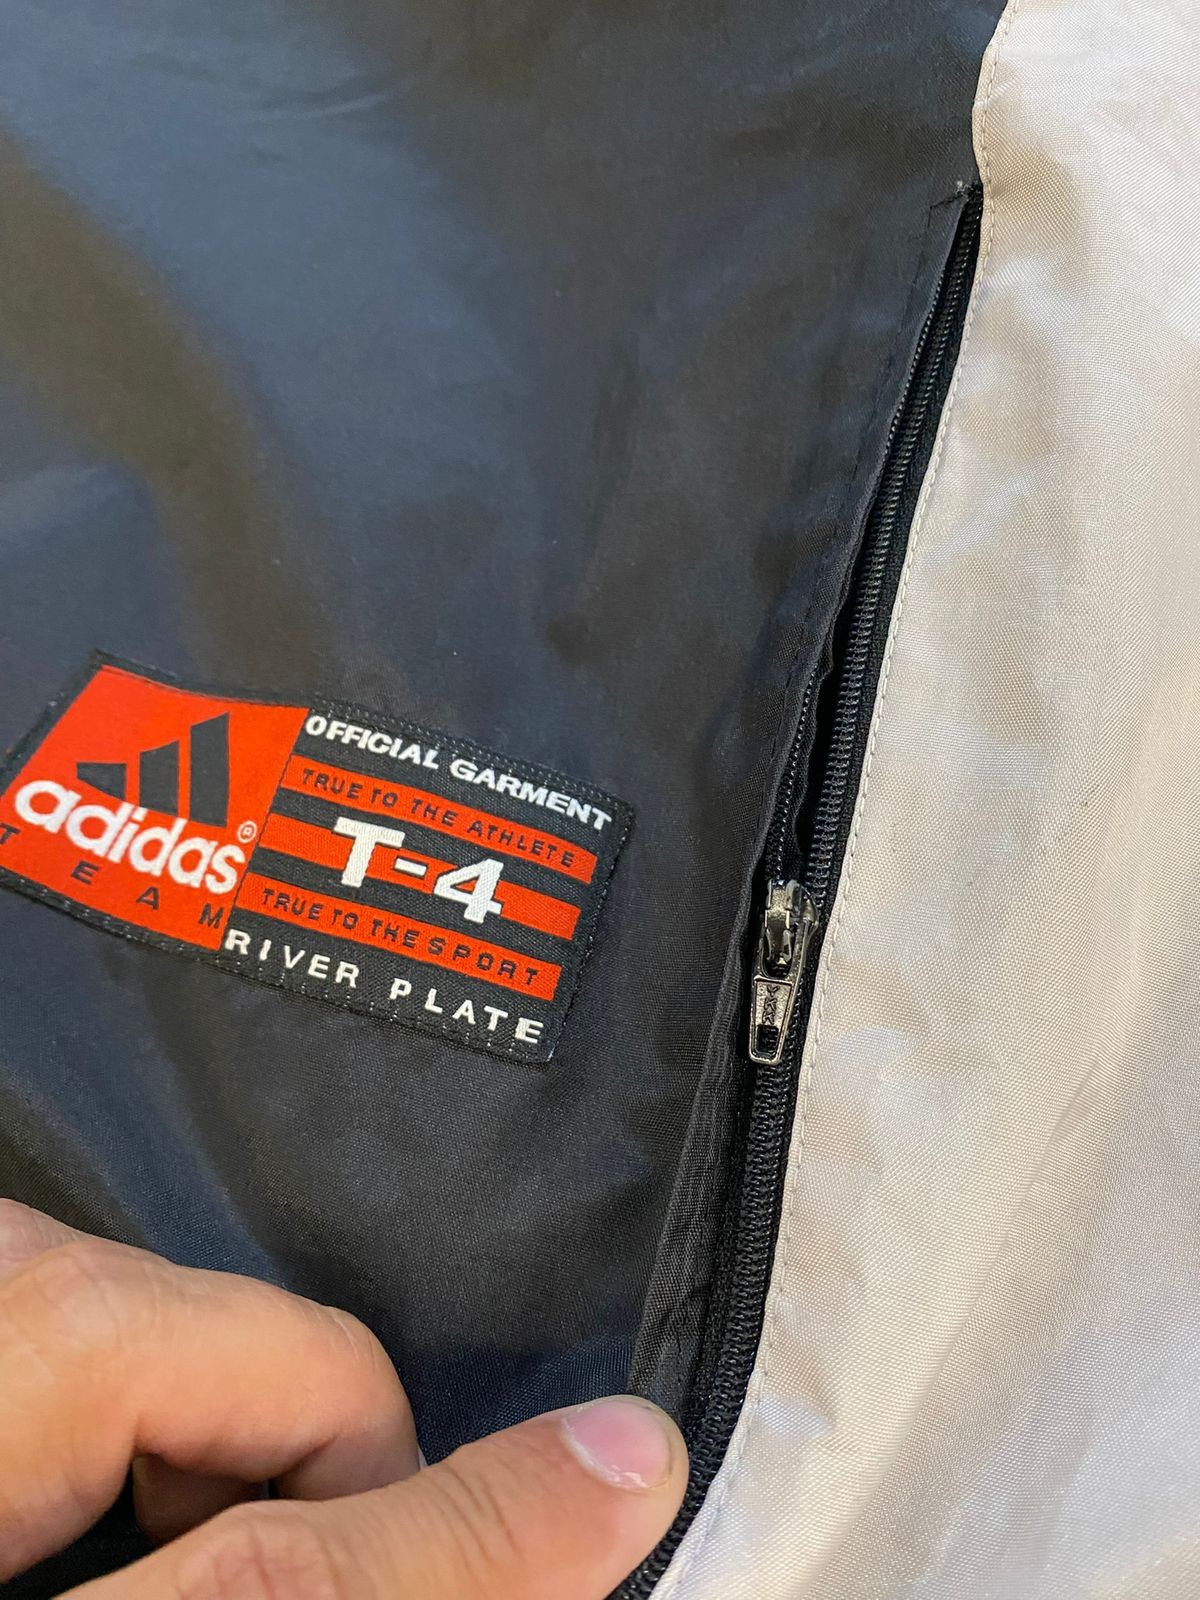 adidas®
TEAM
OFFICIAL GARMENT
TRUE TO THE ATHLETE
T-4
TRUE TO THE SPORT
RIVER PLATE